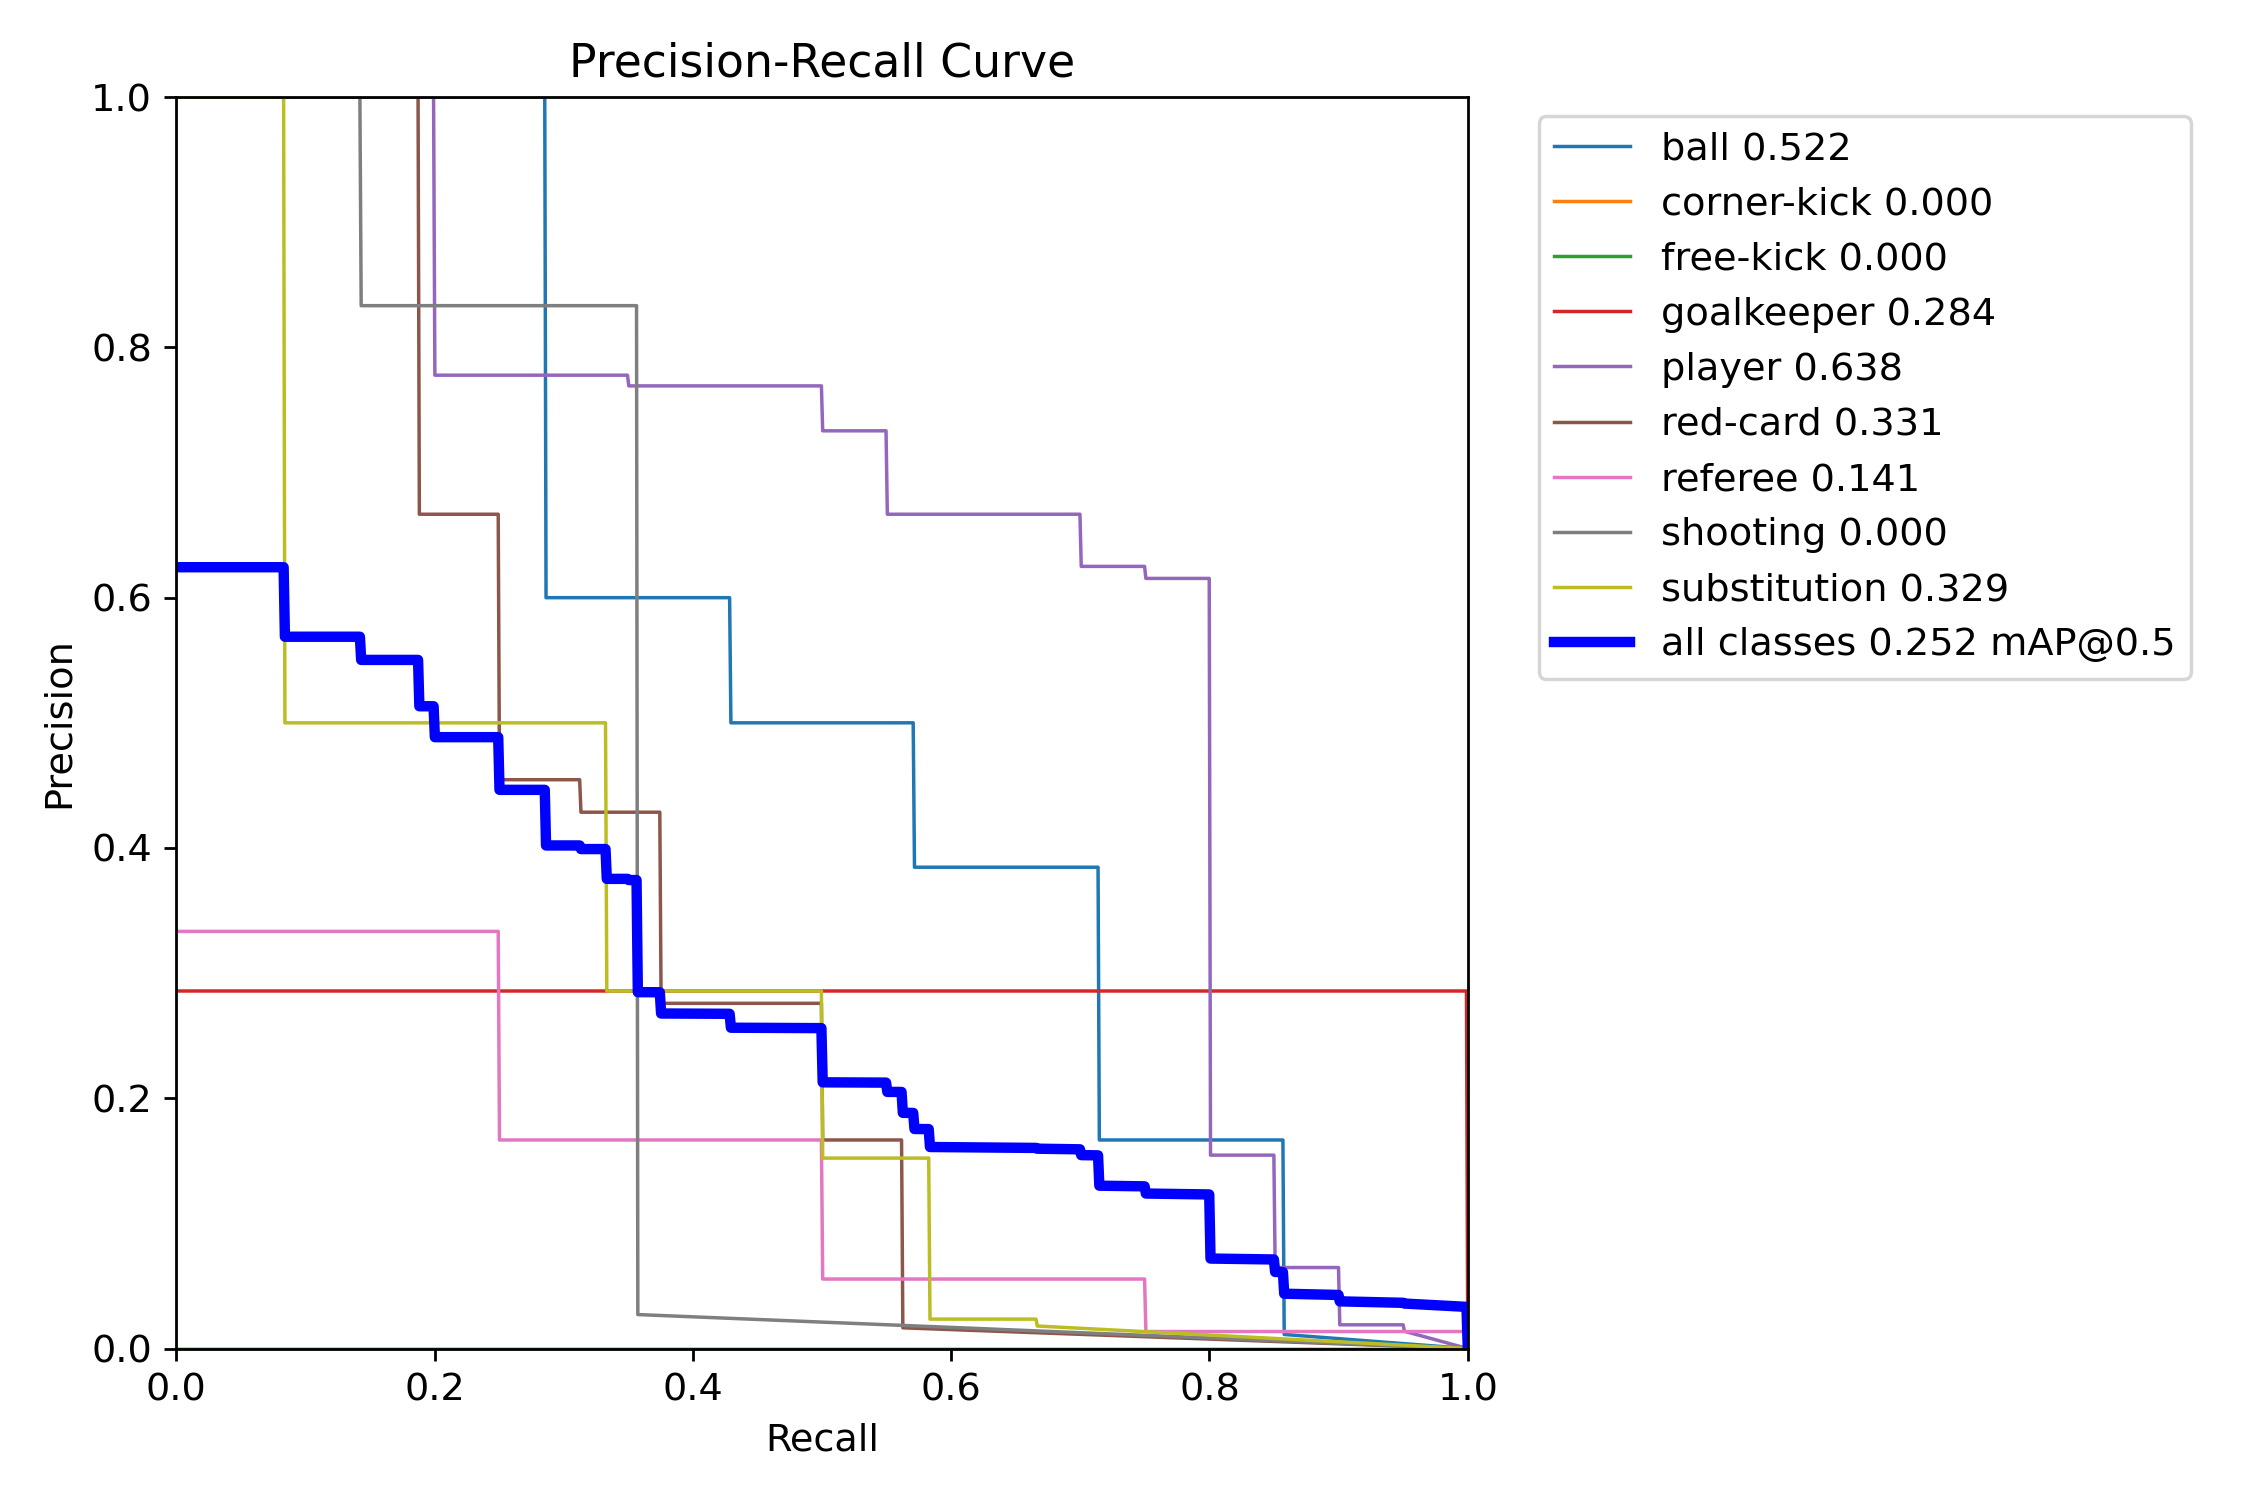 Precision-Recall Curve
1.0
0.8
0.6
0.4
0.2
0.0
Precision
0.0 0.2 0.4 0.6 0.8 1.0
Recall
ball 0.522
corner-kick 0.000
free-kick 0.000
goalkeeper 0.284
player 0.638
red-card 0.331
referee 0.141
shooting 0.000
substitution 0.329
all classes 0.252 mAP@0.5